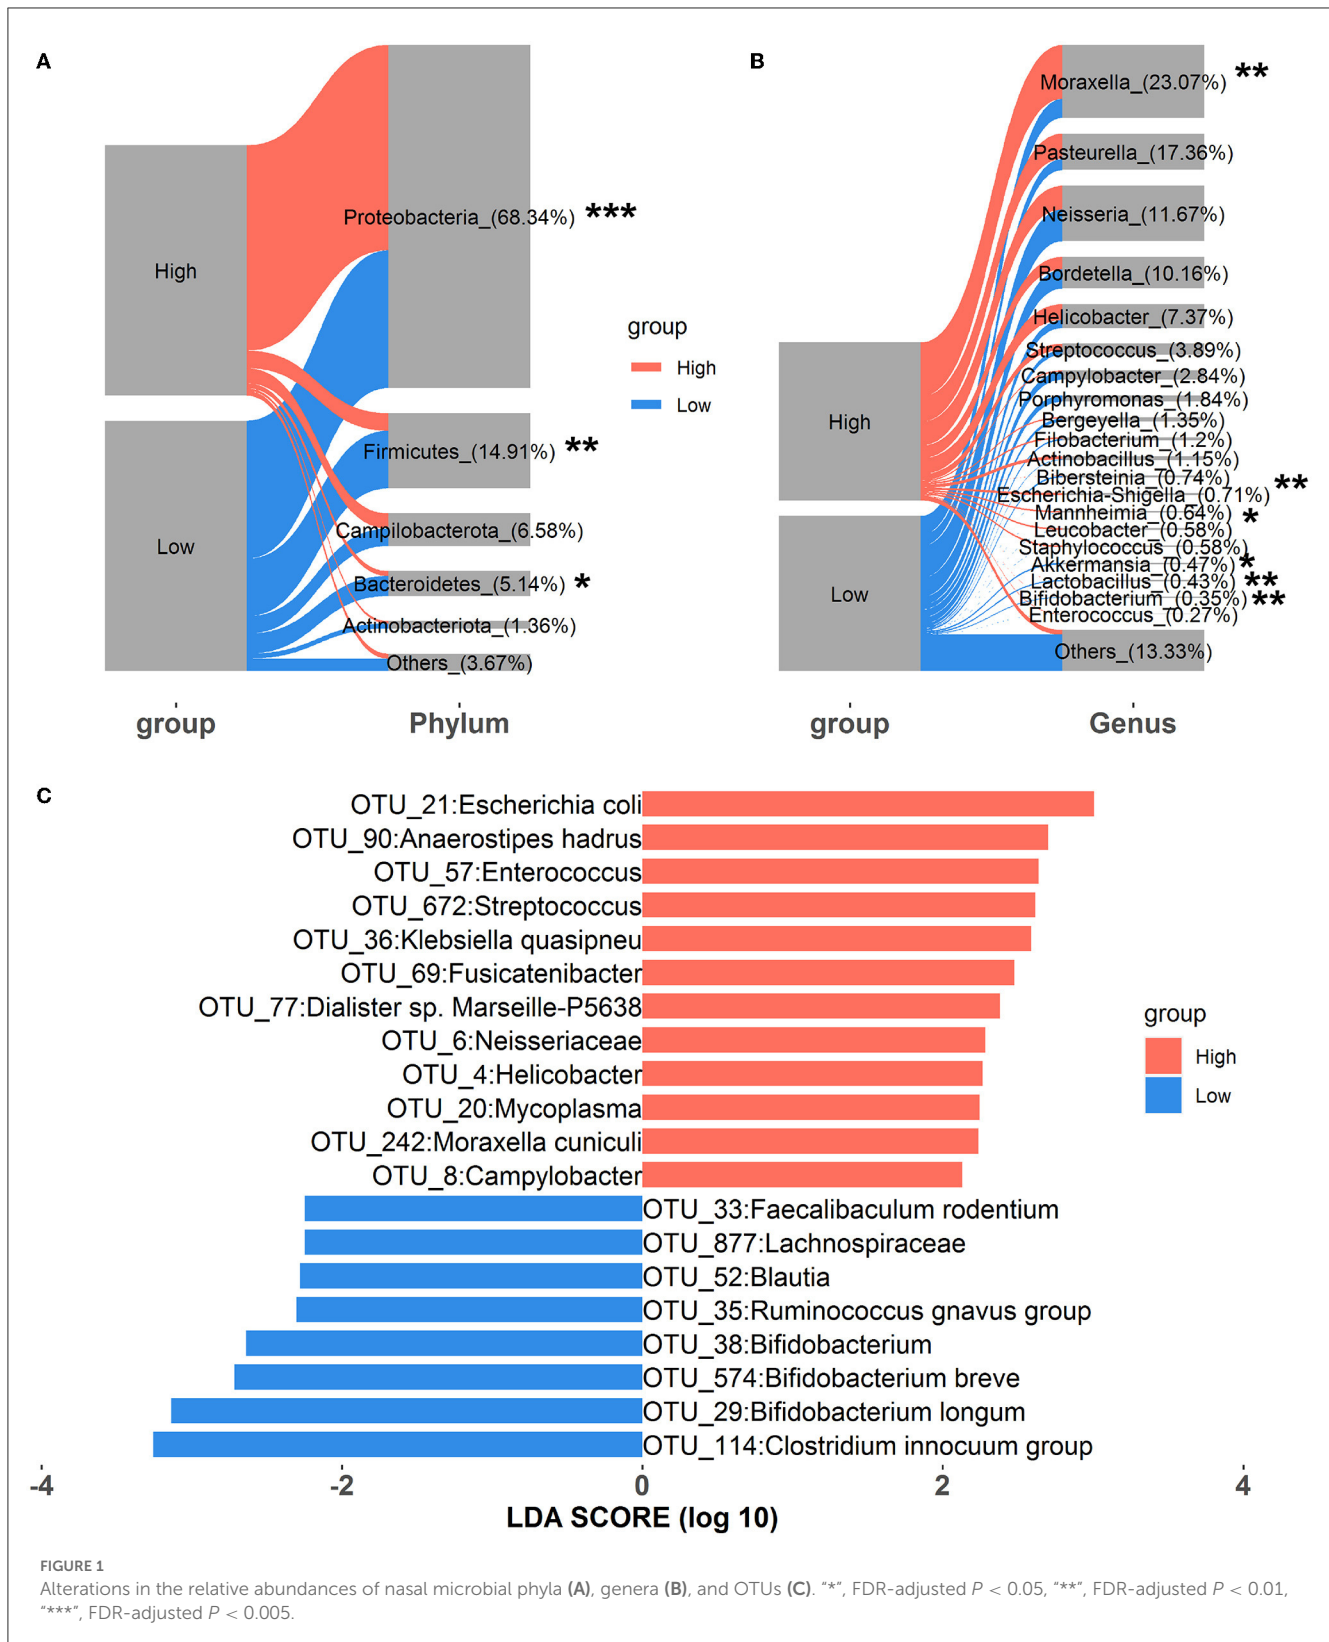 A
High
Low
Proteobacteria_(68.34%) ***
Firmicutes_(14.91%) **
Campilobacterota_(6.58%)
Bacteroidetes_(5.14%) *
Actinobacteriota_(1.36%)
Others_(3.67%)
group
Phylum
group
High
Low
B
High
Low
Moraxella_(23.07%) **
Pasteurella_(17.36%)
Neisseria_(11.67%)
Bordetella_(10.16%)
Helicobacter_(7.37%)
Streptococcus_(3.89%)
Campylobacter_(2.84%)
Porphyromonas_(1.84%)
Bergeyella_(1.35%)
Filobacterium_(1.2%)
Actinobacillus_(1.15%)
Bibersteinia_(0.74%)
Escherichia-Shigella_(0.71%) **
Mannheimia_(0.64%)
Leucobacter_(0.58%) *
Staphylococcus_(0.58%)
Akkermansia_(0.47%) *
Lactobacillus_(0.43%) **
Bifidobacterium_(0.35%) **
Enterococcus_(0.27%)
Others_(13.33%)
group
Genus
C
OTU_21:Escherichia coli
OTU_90:Anaerostipes hadrus
OTU_57:Enterococcus
OTU_672:Streptococcus
OTU_36:Klebsiella quasipneu
OTU_69:Fusicatenibacter
OTU_77:Dialister sp. Marseille-P5638
OTU_6:Neisseriaceae
OTU_4:Helicobacter
OTU_20:Mycoplasma
OTU_242:Moraxella cuniculi
OTU_8:Campylobacter
OTU_33:Faecalibaculum rodentium
OTU_877:Lachnospiraceae
OTU_52:Blautia
OTU_35:Ruminococcus gnavus group
OTU_38:Bifidobacterium
OTU_574:Bifidobacterium breve
OTU_29:Bifidobacterium longum
OTU_114:Clostridium innocuum group
group
High
Low
-4 -2 0 2 4
LDA SCORE (log 10)
FIGURE 1
Alterations in the relative abundances of nasal microbial phyla (A), genera (B), and OTUs (C). "*", FDR-adjusted P < 0.05, "**", FDR-adjusted P < 0.01,
"***", FDR-adjusted P < 0.005.